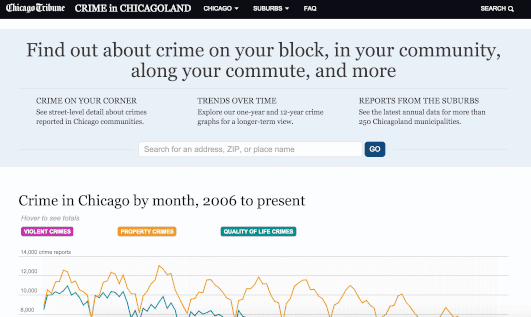 Chicago Tribune CRIME in CHICAGOLAND CHICAGO SUBURBS FAQ SEARCH
Find out about crime on your block, in your community,
along your commute, and more
CRIME ON YOUR CORNER
See street-level detail about crimes
reported in Chicago communities.
TRENDS OVER TIME
Explore our one-year and 12-year crime
graphs for a longer-term view.
REPORTS FROM THE SUBURBS
See the latest annual data for more than
250 Chicagoland municipalities.
Search for an address, ZIP, or place name GO
Crime in Chicago by month, 2006 to present
Hover to see totals
VIOLENT CRIMES PROPERTY CRIMES QUALITY OF LIFE CRIMES
14,000 crime reports
12,000
10,000
8,000